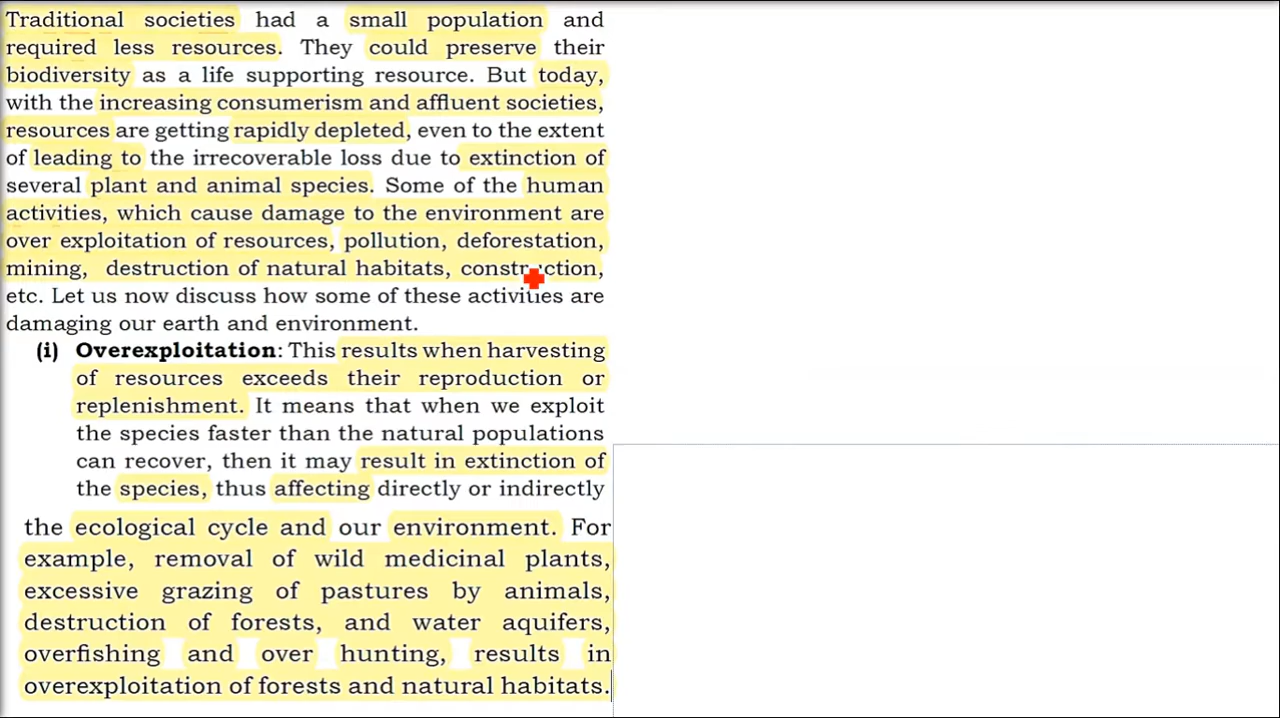 Traditional societies had a small population and
required less resources. They could preserve their
biodiversity as a life supporting resource. But today,
with the increasing consumerism and affluent societies,
resources are getting rapidly depleted, even to the extent
of leading to the irrecoverable loss due to extinction of
several plant and animal species. Some of the human
activities, which cause damage to the environment are
over exploitation of resources, pollution, deforestation,
mining, destruction of natural habitats, construction,
etc. Let us now discuss how some of these activities are
damaging our earth and environment.
(i) Overexploitation: This results when harvesting
of resources exceeds their reproduction or
replenishment. It means that when we exploit
the species faster than the natural populations
can recover, then it may result in extinction of
the species, thus affecting directly or indirectly
the ecological cycle and our environment. For
example, removal of wild medicinal plants,
excessive grazing of pastures by animals,
destruction of forests, and water aquifers,
overfishing and over hunting, results in
overexploitation of forests and natural habitats.